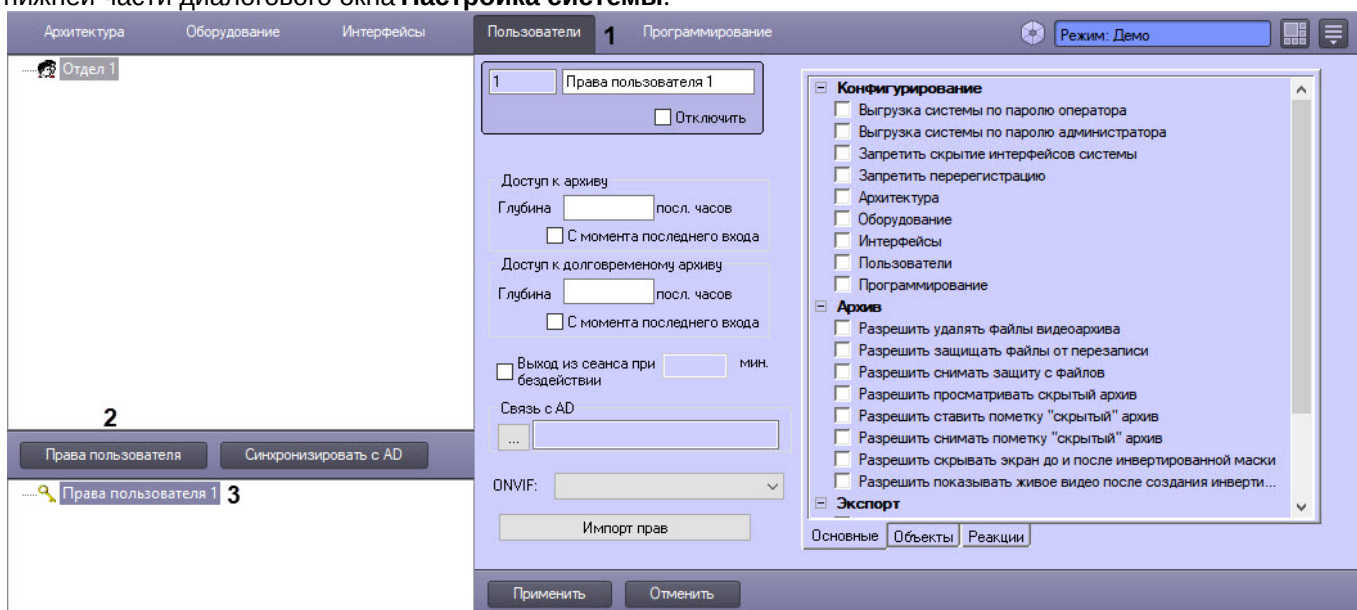 нижней части диалогового окна Настройка системы.
Архитектура Оборудование Интерфейсы Пользователи 1 Программирование Режим: Демо
Отдел 1
2
Права пользователя Синхронизировать с AD
Права пользователя 1 3
1 Права пользователя 1
Отключить
Доступ к архиву
Глубина посл. часов
С момента последнего входа
Доступ к долговременому архиву
Глубина посл. часов
С момента последнего входа
Выход из сеанса при мин.
бездействии
Связь с AD
...
ONVIF:
Импорт прав
Конфигурирование
Выгрузка системы по паролю оператора
Выгрузка системы по паролю администратора
Запретить скрытие интерфейсов системы
Запретить перерегистрацию
Архитектура
Оборудование
Интерфейсы
Пользователи
Программирование
Архив
Разрешить удалять файлы видеоархива
Разрешить защищать файлы от перезаписи
Разрешить снимать защиту с файлов
Разрешить просматривать скрытый архив
Разрешить ставить пометку "скрытый" архив
Разрешить снимать пометку "скрытый" архив
Разрешить скрывать экран до и после инвертированной маски
Разрешить показывать живое видео после создания инверти...
Экспорт
Основные Объекты Реакции
Применить Отменить